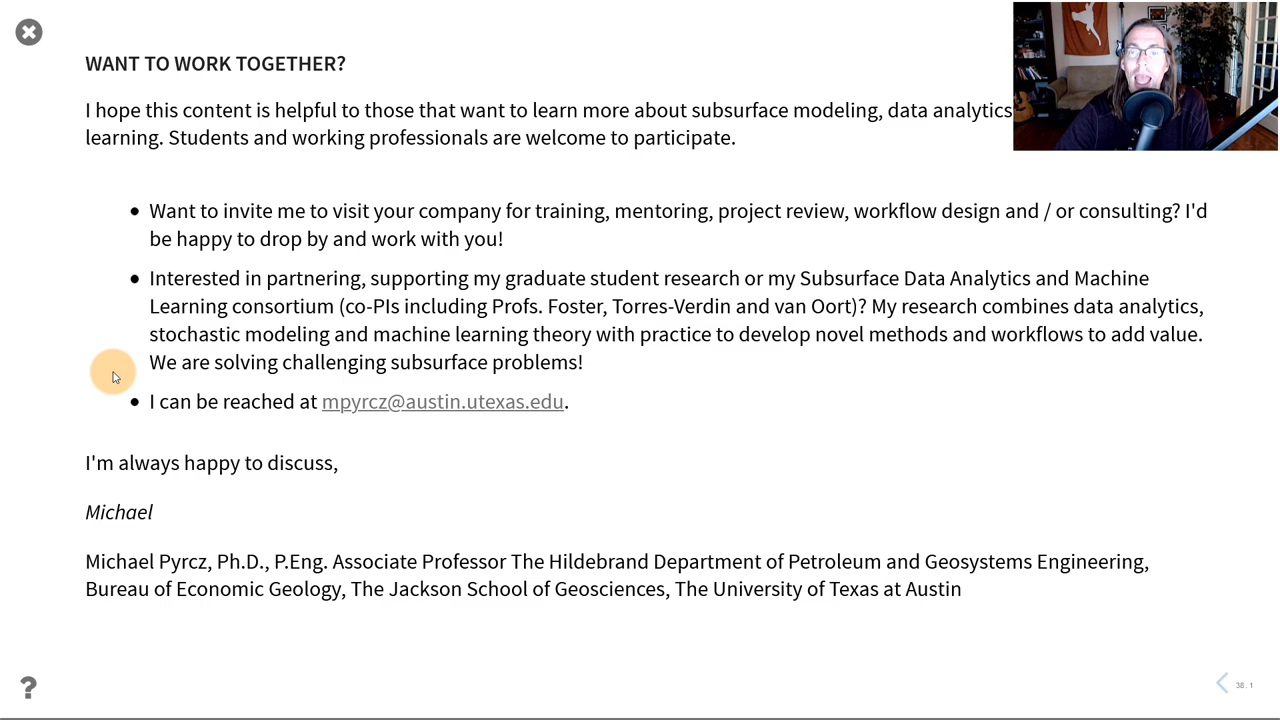 WANT TO WORK TOGETHER?
I hope this content is helpful to those that want to learn more about subsurface modeling, data analytics
learning. Students and working professionals are welcome to participate.
• Want to invite me to visit your company for training, mentoring, project review, workflow design and / or consulting? I'd
be happy to drop by and work with you!
• Interested in partnering, supporting my graduate student research or my Subsurface Data Analytics and Machine
Learning consortium (co-PIs including Profs. Foster, Torres-Verdin and van Oort)? My research combines data analytics,
stochastic modeling and machine learning theory with practice to develop novel methods and workflows to add value.
We are solving challenging subsurface problems!
• I can be reached at mpyrcz@austin.utexas.edu.
I'm always happy to discuss,
Michael
Michael Pyrcz, Ph.D., P.Eng. Associate Professor The Hildebrand Department of Petroleum and Geosystems Engineering,
Bureau of Economic Geology, The Jackson School of Geosciences, The University of Texas at Austin
?
38.1